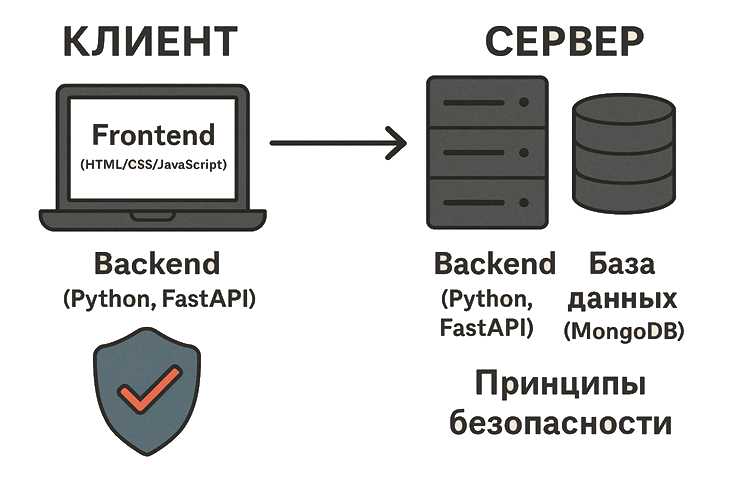 КЛИЕНТ
Frontend
(HTML/CSS/JavaScript)
Backend
(Python, FastAPI)
СЕРВЕР
Backend
(Python,
FastAPI)
База
данных
(MongoDB)
Принципы
безопасности